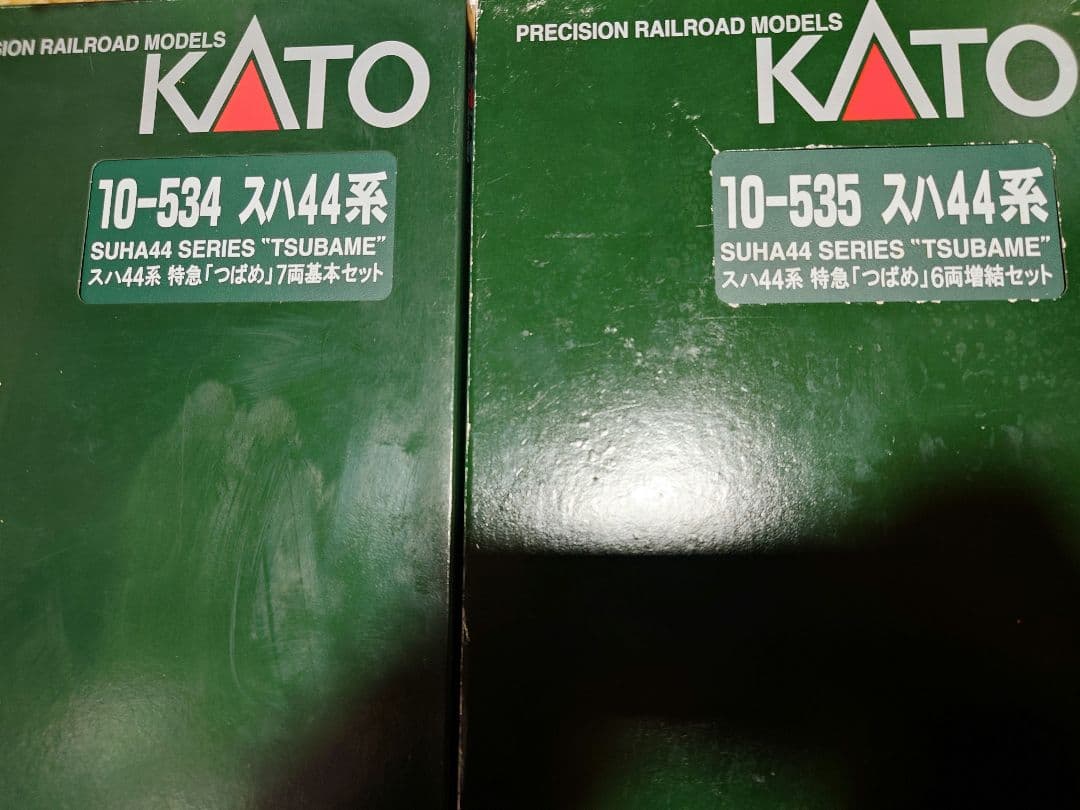 SION RAILROAD MODELS
KATO
10-534 スハ44系
SUHA44 SERIES "TSUBAME"
スハ44系 特急「つばめ」7両基本セット
PRECISION RAILROAD MODELS
KATO
10-535 スハ44系
SUHA44 SERIES "TSUBAME"
スハ44系 特急「つばめ」6両増結セット